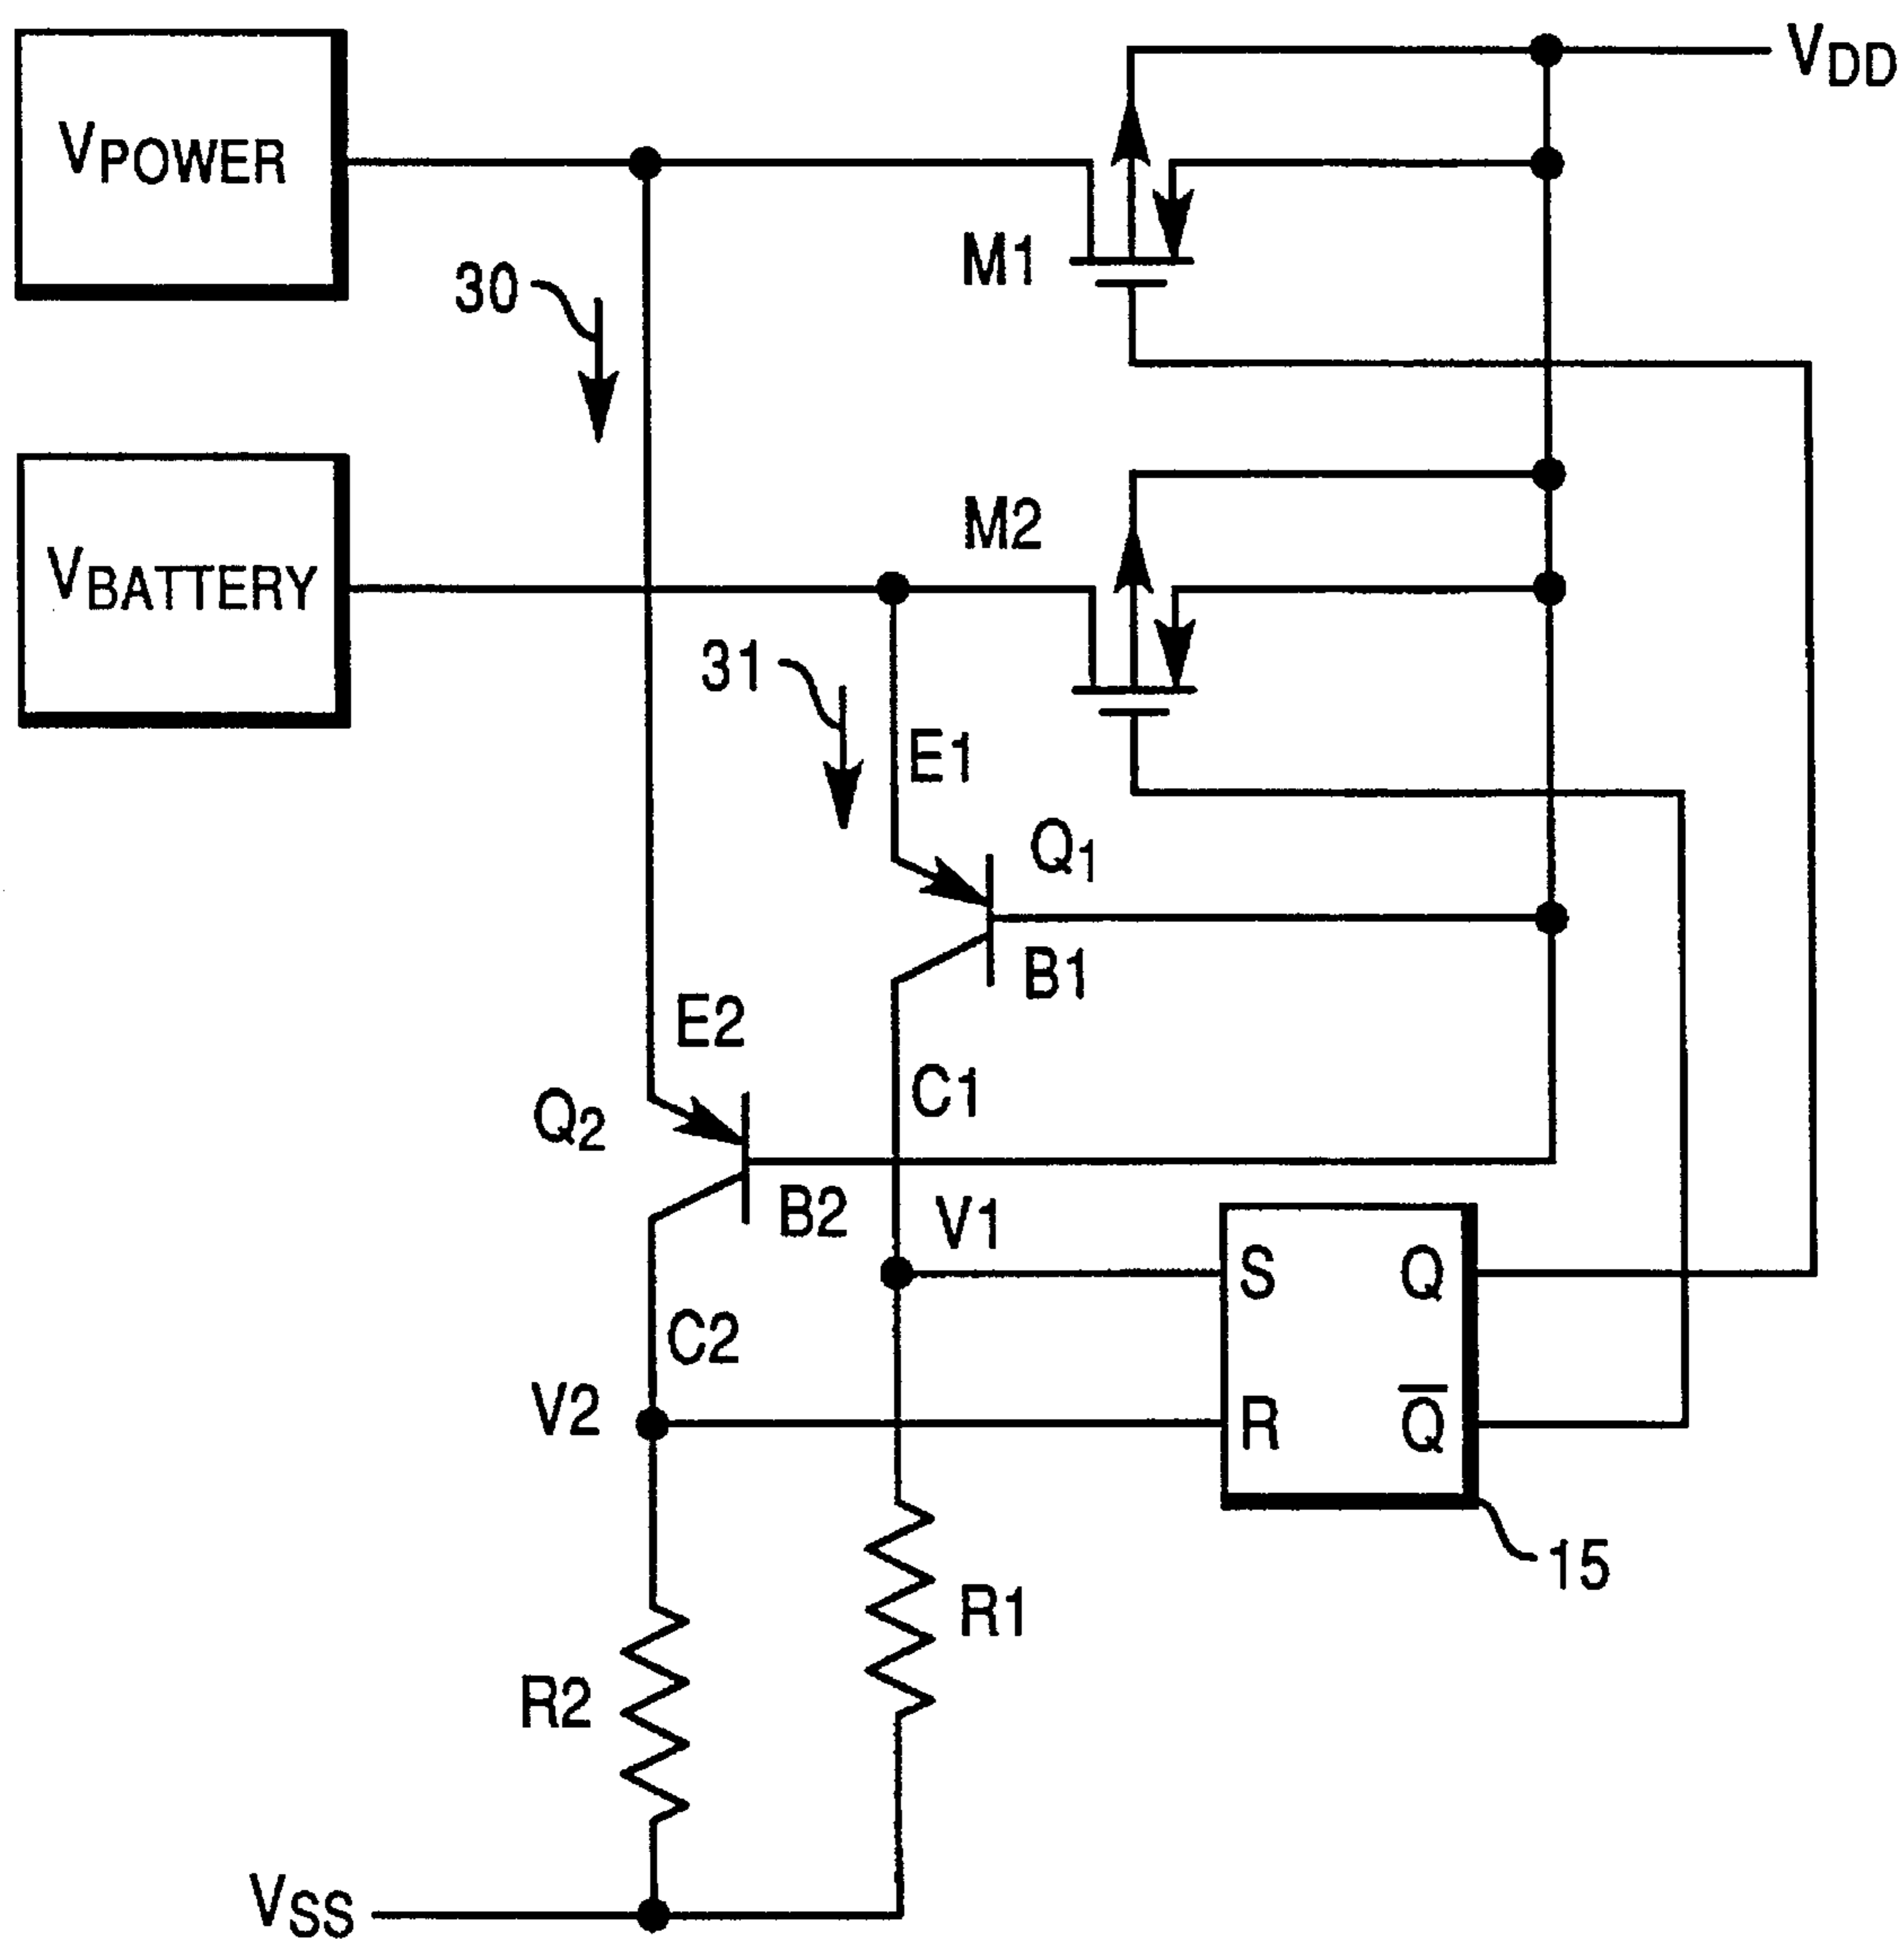 VDD
VPOWER
M1
30
M2
VBATTERY
31
E1
Q1
B1
E2
C1
Q2
B2
V1
S
Q
C2
V2
R
Q̅
15
R1
R2
VSS